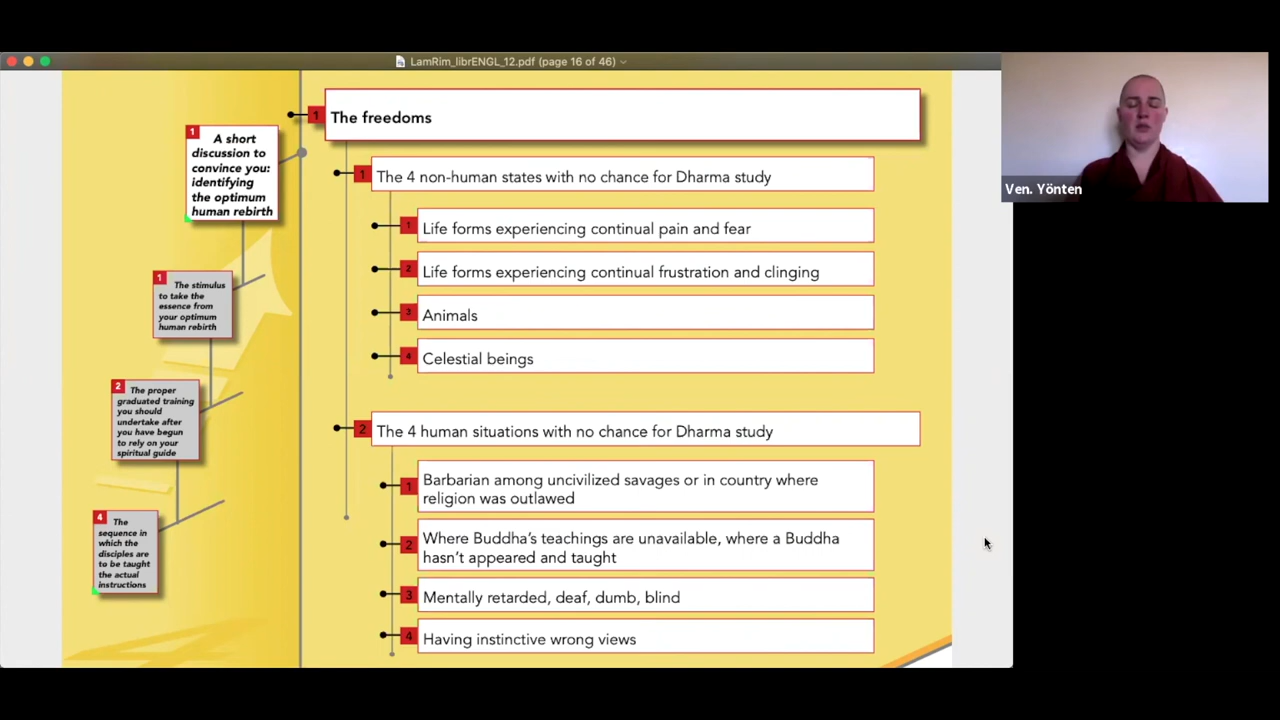 LamRim_librENGL_12.pdf (page 16 of 46)
1
The freedoms
1
A short
discussion to
convince you:
identifying
the optimum
human rebirth
1
The 4 non-human states with no chance for Dharma study
1
Life forms experiencing continual pain and fear
2
Life forms experiencing continual frustration and clinging
3
Animals
4
Celestial beings
1
The stimulus
to take the
essence from
your optimum
human rebirth
2
The proper
graduated training
you should
undertake after
you have begun
to rely on your
spiritual guide
4
The
sequence in
which the
disciples are
to be taught
the actual
instructions
2
The 4 human situations with no chance for Dharma study
1
Barbarian among uncivilized savages or in country where
religion was outlawed
2
Where Buddha's teachings are unavailable, where a Buddha
hasn't appeared and taught
3
Mentally retarded, deaf, dumb, blind
4
Having instinctive wrong views
Ven. Yönten